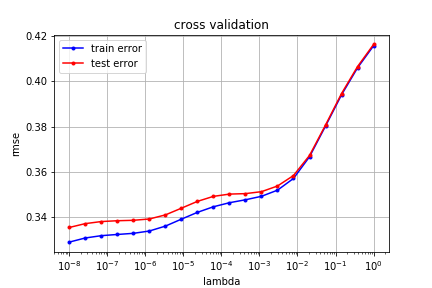 cross validation
train error
test error
0.42
0.40
0.38
0.36
0.34
rmse
10⁻⁸ 10⁻⁷ 10⁻⁶ 10⁻⁵ 10⁻⁴ 10⁻³ 10⁻² 10⁻¹ 10⁰
lambda